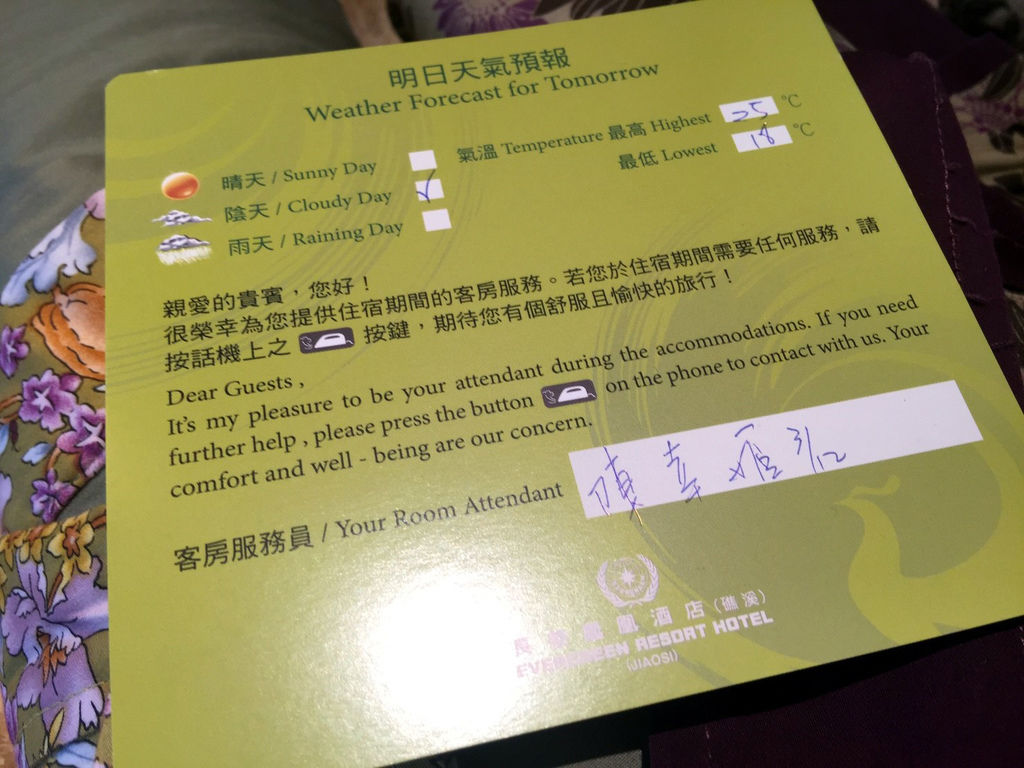 明日天氣預報
Weather Forecast for Tomorrow
晴天 / Sunny Day
陰天 / Cloudy Day
雨天 / Raining Day
氣溫 Temperature 最高 Highest 25 °C
最低 Lowest 18 °C
親愛的貴賓，您好！
很榮幸為您提供住宿期間的客房服務。若您於住宿期間需要任何服務，請
按話機上之 按鍵，期待您有個舒服且愉快的旅行！
Dear Guests ,
It's my pleasure to be your attendant during the accommodations. If you need
further help , please press the button on the phone to contact with us. Your
comfort and well - being are our concern.
客房服務員 / Your Room Attendant
長榮鳳凰酒店（礁溪）
EVERGREEN RESORT HOTEL
(JIAOSI)